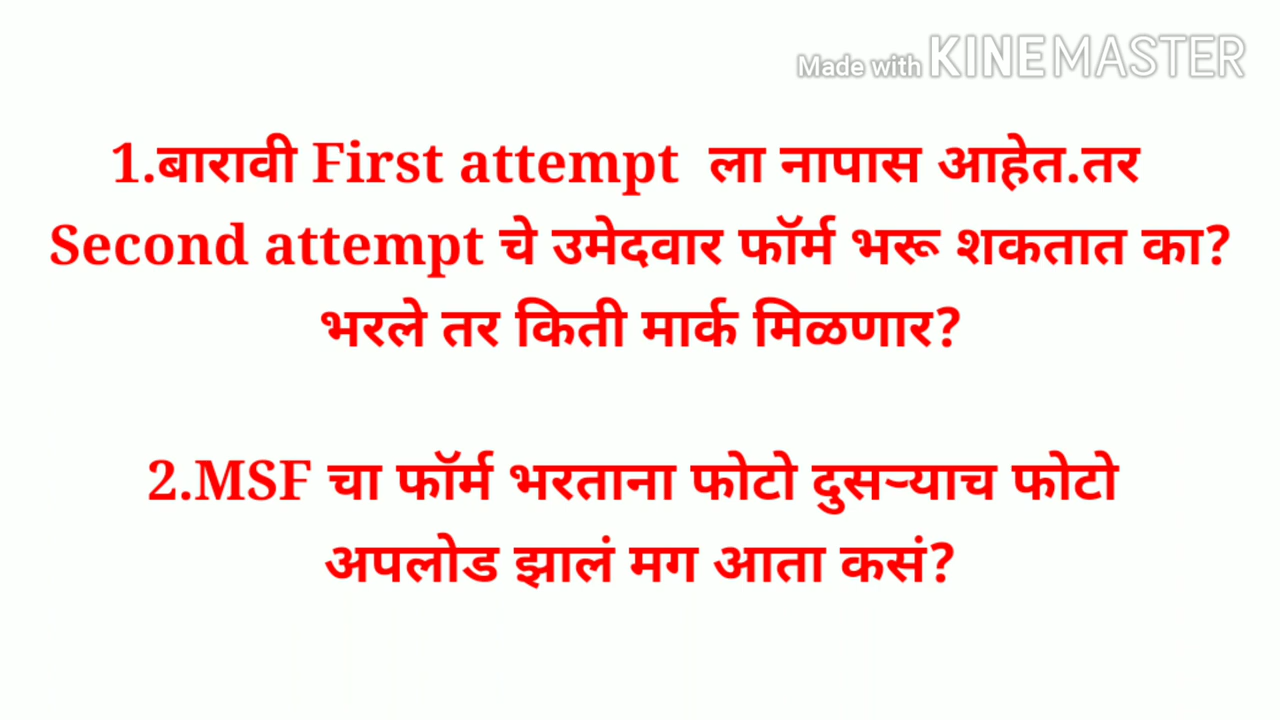 Made with KINEMASTER
1.बारावी First attempt ला नापास आहेत.तर
Second attempt चे उमेदवार फॉर्म भरू शकतात का?
भरले तर किती मार्क मिळणार?
2.MSF चा फॉर्म भरताना फोटो दुसऱ्याच फोटो
अपलोड झालं मग आता कसं?